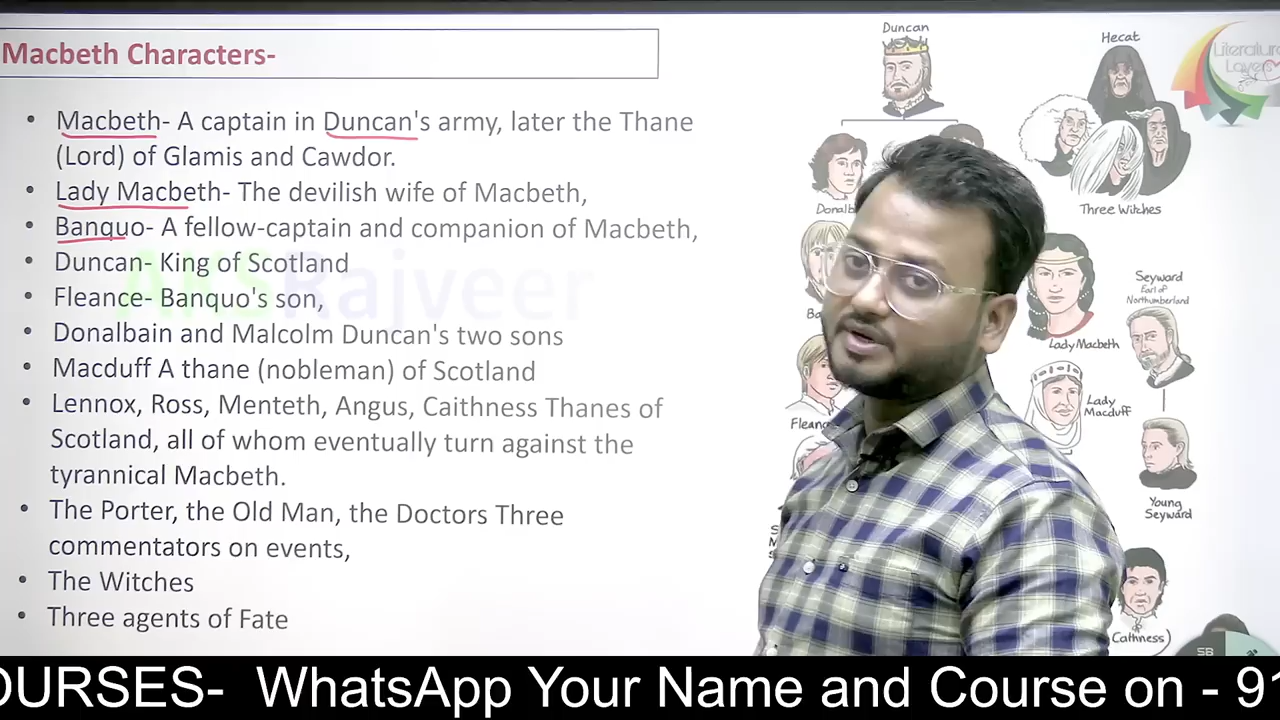 Macbeth Characters-
• Macbeth- A captain in Duncan's army, later the Thane
(Lord) of Glamis and Cawdor.
• Lady Macbeth- The devilish wife of Macbeth,
• Banquo- A fellow-captain and companion of Macbeth,
• Duncan- King of Scotland
• Fleance- Banquo's son,
• Donalbain and Malcolm Duncan's two sons
• Macduff A thane (nobleman) of Scotland
• Lennox, Ross, Menteth, Angus, Caithness Thanes of
Scotland, all of whom eventually turn against the
tyrannical Macbeth.
• The Porter, the Old Man, the Doctors Three
commentators on events,
• The Witches
• Three agents of Fate
AKSRajveer
Duncan
Hecat
Literature
Lovers
Three Witches
Seyward
Earl of
Northumberland
Lady Macbeth
Lady
Macduff
Young
Seyward
Cathness)
SB
WhatsApp Your Name and Course on -